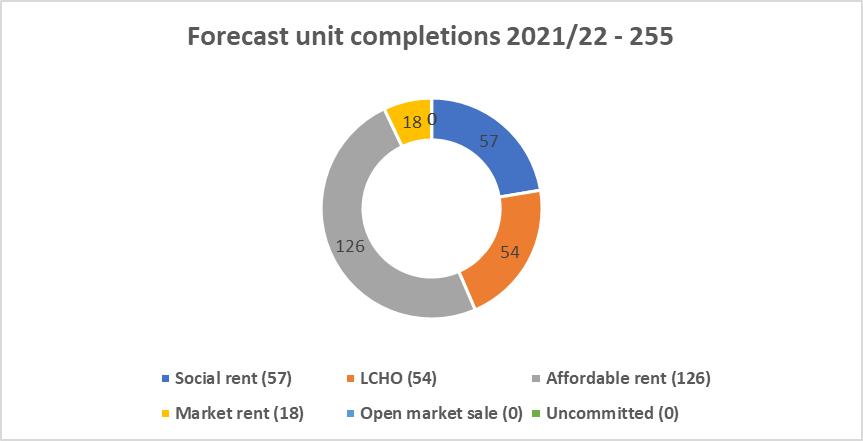 Forecast unit completions 2021/22 - 255
18 0
57
126
54
Social rent (57) LCHO (54) Affordable rent (126)
Market rent (18) Open market sale (0) Uncommitted (0)